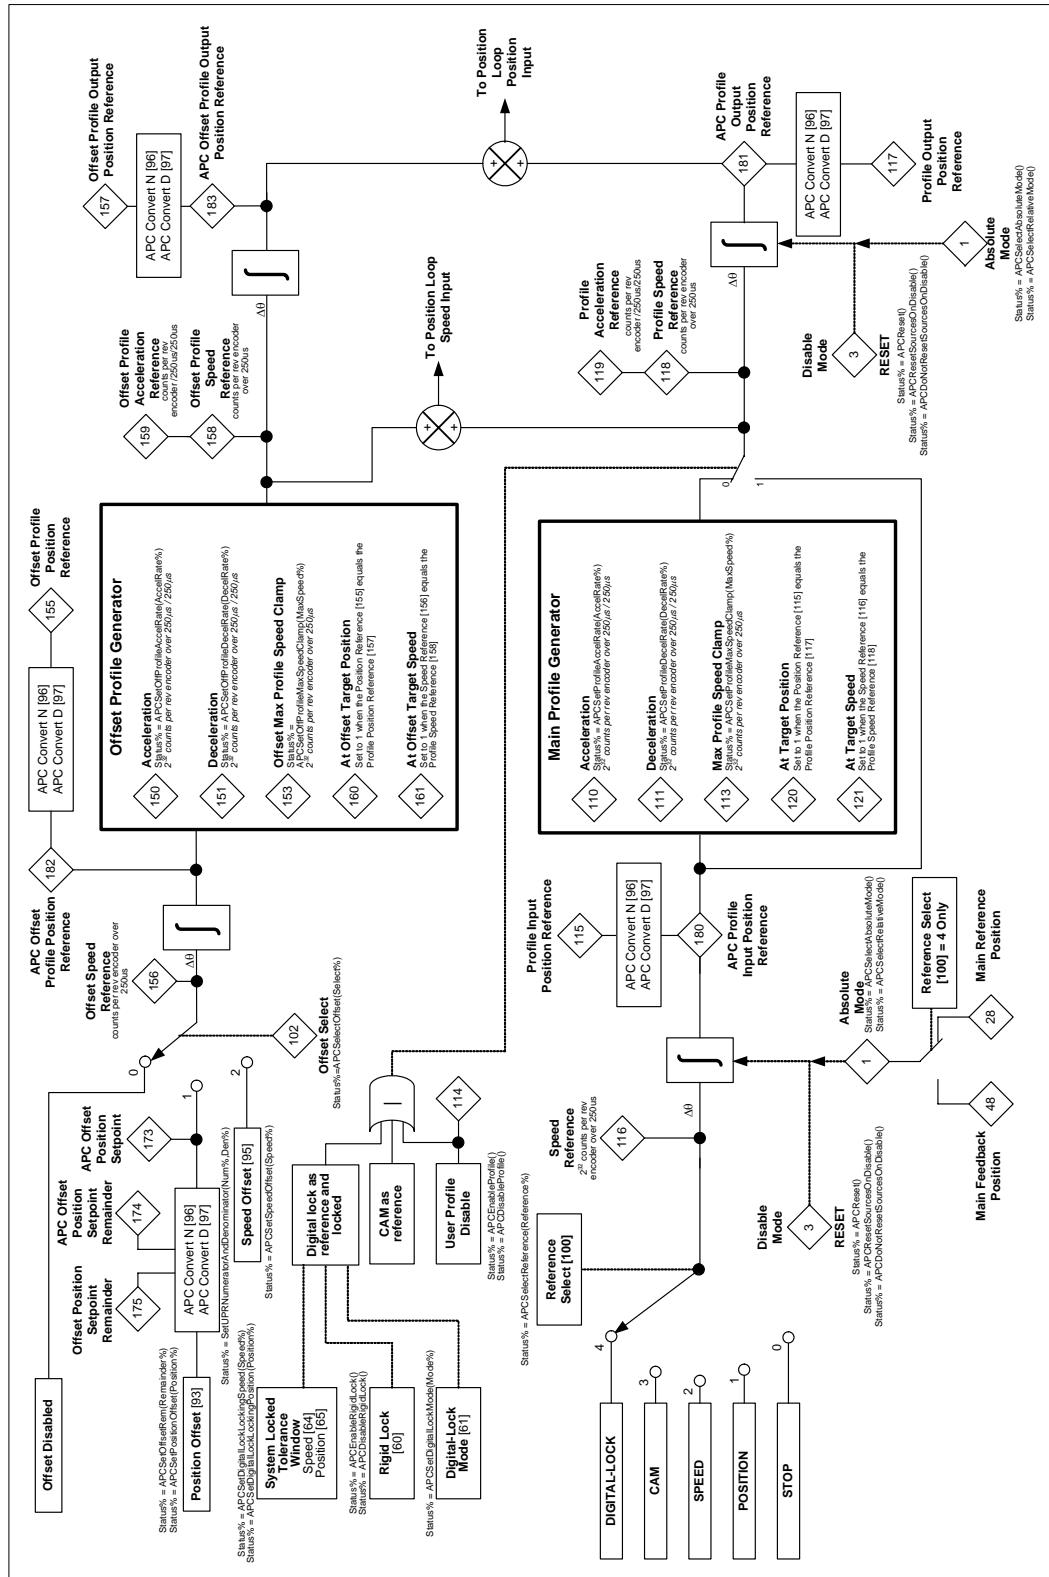 Offset Disabled
Status% = APCSetOffsetRem(Remainder%)
Status% = APCSetPositionOffset(Position%)
Position Offset [93]
Offset Position
Setpoint
Remainder
175
APC Offset
Position
Setpoint
Remainder
174
APC Convert N [96]
APC Convert D [97]
Status% = SetUPRNumeratorAndDenominator(Num%,Den%)
APC Offset
Position
Setpoint
173
0
1
2
Speed Offset [95]
Status% = APCSetSpeedOffset(Speed%)
102
Offset Select
Status%=APCSelectOffset(Select%)
Offset Speed
Reference
counts per rev encoder over
250us
156
Δθ
∫
APC Offset
Profile Position
Reference
182
APC Convert N [96]
APC Convert D [97]
155
Offset Profile
Position
Reference
Offset Profile Generator
150
Acceleration
Status% = APCSetOffProfileAccelRate(AccelRate%)
2³² counts per rev encoder over 250µs / 250µs
151
Deceleration
Status% = APCSetOffProfileDecelRate(DecelRate%)
2³² counts per rev encoder over 250µs / 250µs
153
Offset Max Profile Speed Clamp
Status% =
APCSetOffProfileMaxSpeedClamp(MaxSpeed%)
2³² counts per rev encoder over 250µs
160
At Offset Target Position
Set to 1 when the Position Reference [155] equals the
Profile Position Reference [157]
161
At Offset Target Speed
Set to 1 when the Speed Reference [156] equals the
Profile Speed Reference [158]
159
Offset Profile
Acceleration
Reference
counts per rev
encoder/250us/250us
158
Offset Profile
Speed
Reference
counts per rev encoder
over 250us
Δθ
∫
157
Offset Profile Output
Position Reference
APC Convert N [96]
APC Convert D [97]
183
APC Offset Profile Output
Position Reference
To Position Loop
Speed Input
To Position
Loop
Position
Input
+
+
+
+
Status% = APCSetDigitalLockLockingSpeed(Speed%)
Status% = APCSetDigitalLockLockingPosition(Position%)
System Locked
Tolerance
Window
Speed [64]
Position [65]
Status% = APCEnableRigidLock()
Status% = APCDisableRigidLock()
Rigid Lock
[60]
Status% = APCSetDigitalLockMode(Mode%)
Digital-Lock
Mode [61]
Digital lock as
reference and
locked
CAM as
reference
User Profile
Disable
114
Status% = APCEnableProfile()
Status% = APCDisableProfile()
|
DIGITAL-LOCK
CAM
SPEED
POSITION
STOP
4
3
2
1
0
Status% = APCSelectReference(Reference%)
Reference
Select [100]
Speed
Reference
2³² counts per rev
encoder over 250us
116
Δθ
∫
Profile Input
Position Reference
115
APC Convert N [96]
APC Convert D [97]
180
APC Profile
Input Position
Reference
Disable
Mode
3
RESET
Status% = APCReset()
Status% = APCResetSourcesOnDisable()
Status% = APCDoNotResetSourcesOnDisable()
Absolute
Mode
Status% = APCSelectAbsoluteMode()
Status% = APCSelectRelativeMode()
1
Reference Select
[100] = 4 Only
48
Main Feedback
Position
28
Main Reference
Position
Main Profile Generator
110
Acceleration
Status% = APCSetProfileAccelRate(AccelRate%)
2³² counts per rev encoder over 250µs / 250µs
111
Deceleration
Status% = APCSetProfileDecelRate(DecelRate%)
2³² counts per rev encoder over 250µs / 250µs
113
Max Profile Speed Clamp
Status% = APCSetProfileMaxSpeedClamp(MaxSpeed%)
2³² counts per rev encoder over 250µs
120
At Target Position
Set to 1 when the Position Reference [115] equals the
Profile Position Reference [117]
121
At Target Speed
Set to 1 when the Speed Reference [116] equals the
Profile Speed Reference [118]
0
1
119
Profile
Acceleration
Reference
counts per rev
encoder /250us/250us
118
Profile Speed
Reference
counts per rev encoder
over 250us
Δθ
∫
181
APC Profile
Output
Position
Reference
APC Convert N [96]
APC Convert D [97]
117
Profile Output
Position
Reference
Disable
Mode
3
RESET
Status% = APCReset()
Status% = APCResetSourcesOnDisable()
Status% = APCDoNotResetSourcesOnDisable()
1
Absolute
Mode
Status% = APCSelectAbsoluteMode()
Status% = APCSelectRelativeMode()